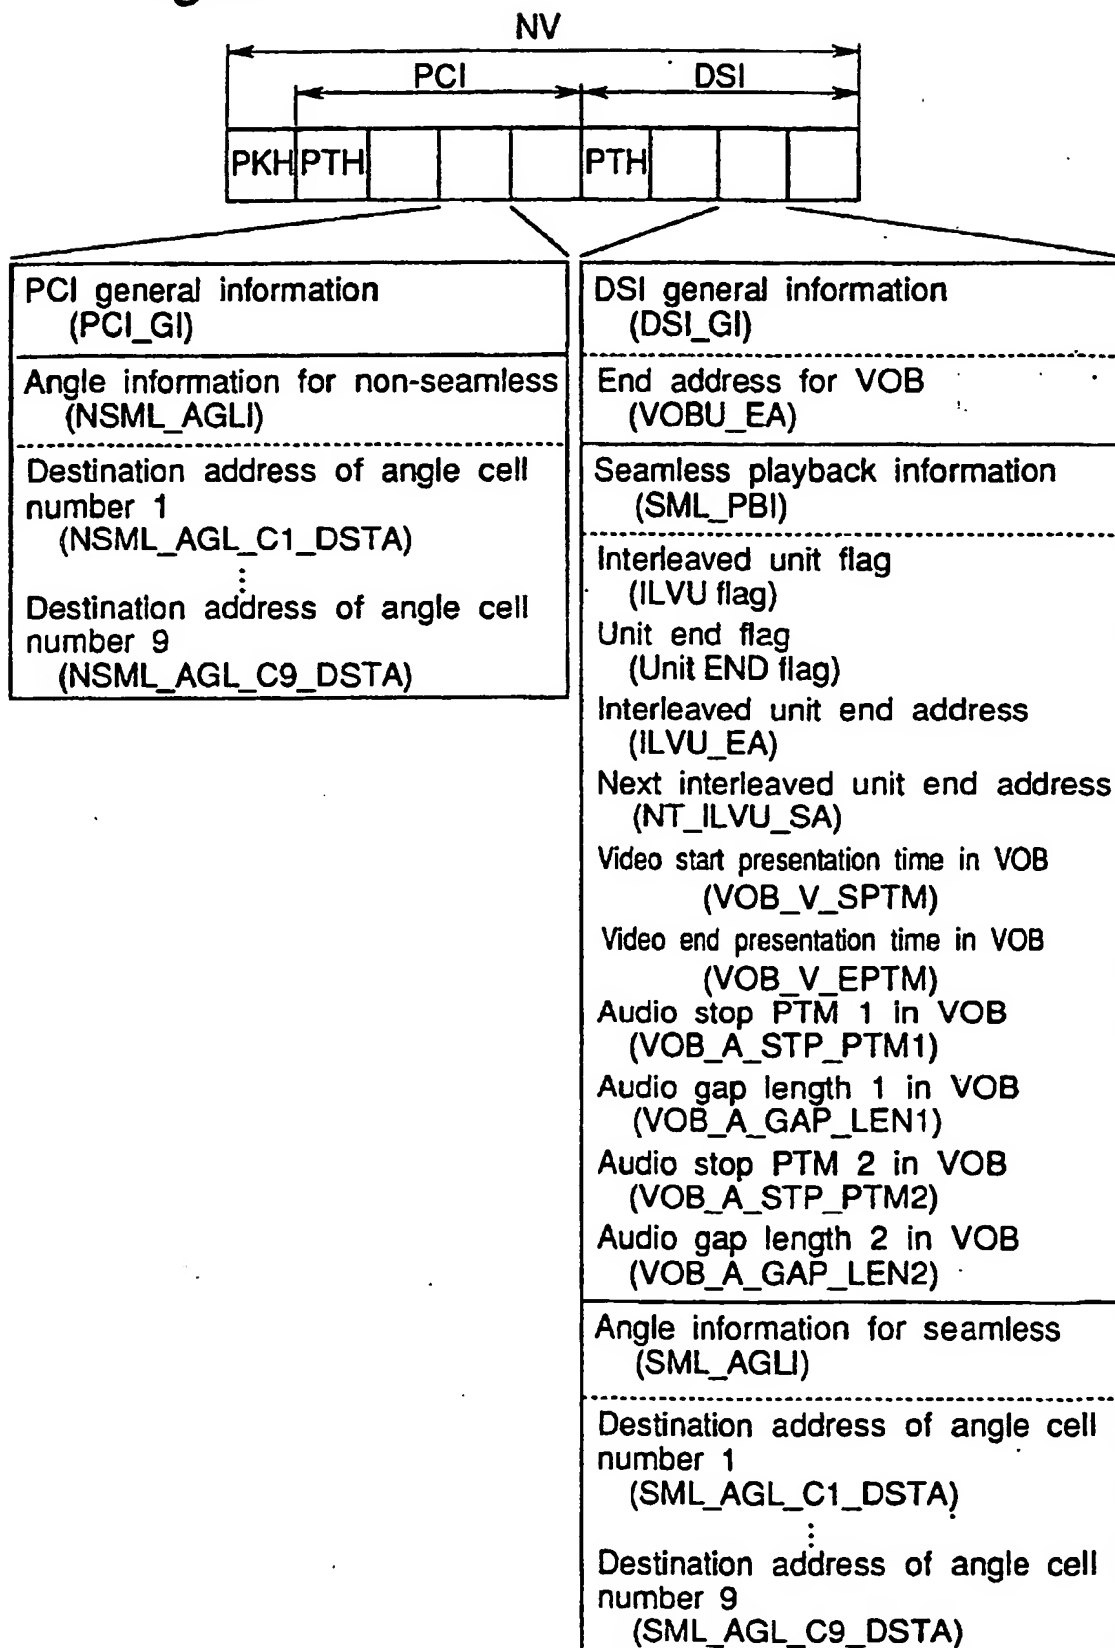 NV
PCI DSI
PKH PTH PTH
PCI general information
(PCI_GI)
Angle information for non-seamless
(NSML_AGLI)
Destination address of angle cell
number 1
(NSML_AGL_C1_DSTA)
⋮
Destination address of angle cell
number 9
(NSML_AGL_C9_DSTA)
DSI general information
(DSI_GI)
End address for VOB
(VOBU_EA)
Seamless playback information
(SML_PBI)
Interleaved unit flag
(ILVU flag)
Unit end flag
(Unit END flag)
Interleaved unit end address
(ILVU_EA)
Next interleaved unit end address
(NT_ILVU_SA)
Video start presentation time in VOB
(VOB_V_SPTM)
Video end presentation time in VOB
(VOB_V_EPTM)
Audio stop PTM 1 in VOB
(VOB_A_STP_PTM1)
Audio gap length 1 in VOB
(VOB_A_GAP_LEN1)
Audio stop PTM 2 in VOB
(VOB_A_STP_PTM2)
Audio gap length 2 in VOB
(VOB_A_GAP_LEN2)
Angle information for seamless
(SML_AGLI)
Destination address of angle cell
number 1
(SML_AGL_C1_DSTA)
⋮
Destination address of angle cell
number 9
(SML_AGL_C9_DSTA)